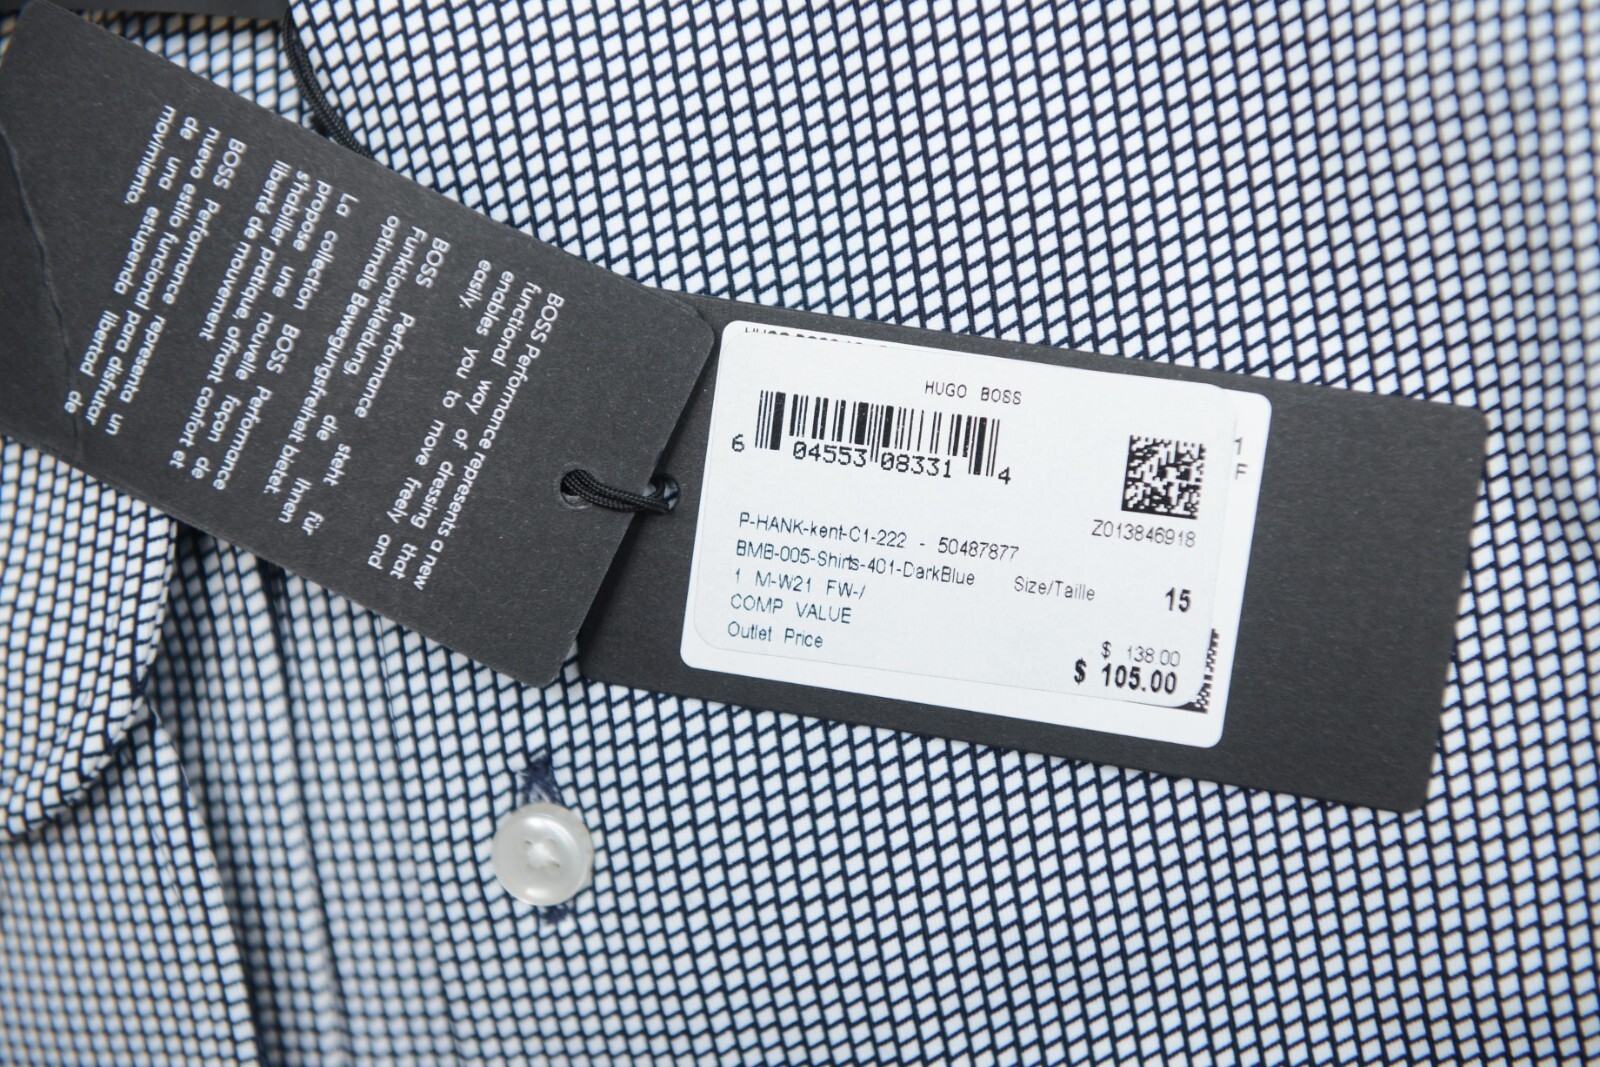 BOSS Performance represents a new
functional way of dressing that
enables you to move freely and
easily.
BOSS Performance steht für
Funktionskleidung, die Ihnen
optimale Bewegungsfreiheit bietet.
La collection BOSS Performance
propose une nouvelle façon de
s'habiller pratique, offrant confort et
liberté de mouvement
BOSS Performance representa un
nuevo estilo funcional para disfrutar
de una estupenda libertad de
movimiento.
HUGO BOSS
6 04553 08331 4
Z013846918
P-HANK-kent-C1-222 - 50487877
BMB-005-Shirts-401-DarkBlue
Size/Taille 15
1 M-W21 FW-/
COMP VALUE $ 138.00
Outlet Price $ 105.00
1
F